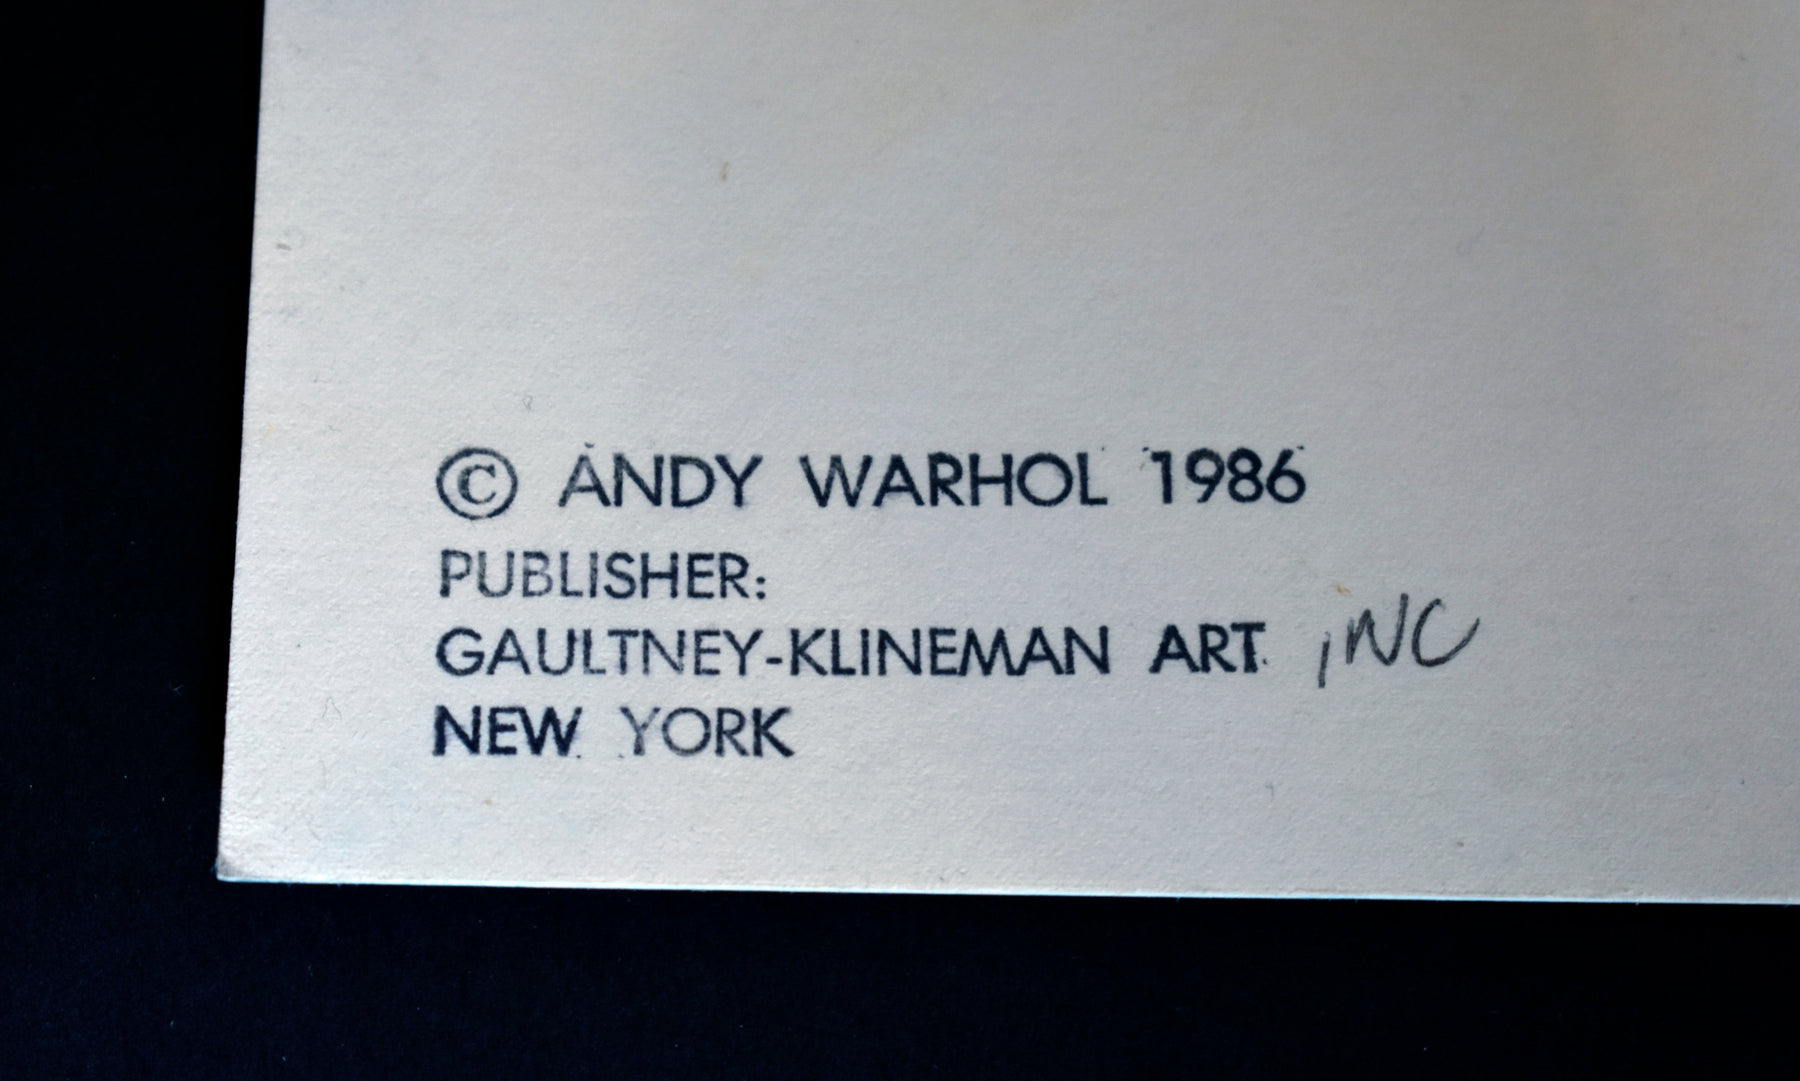 © ANDY WARHOL 1986
PUBLISHER:
GAULTNEY-KLINEMAN ART INC
NEW YORK